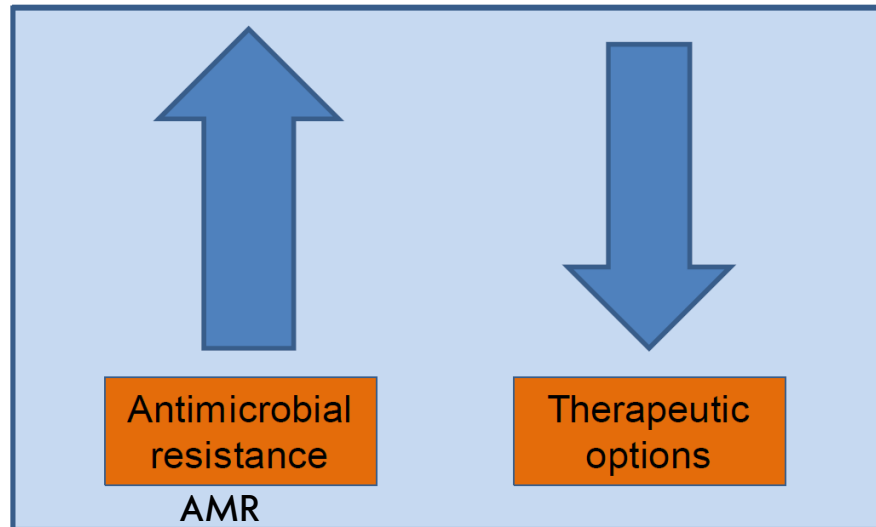 Antimicrobial
resistance
AMR
Therapeutic
options